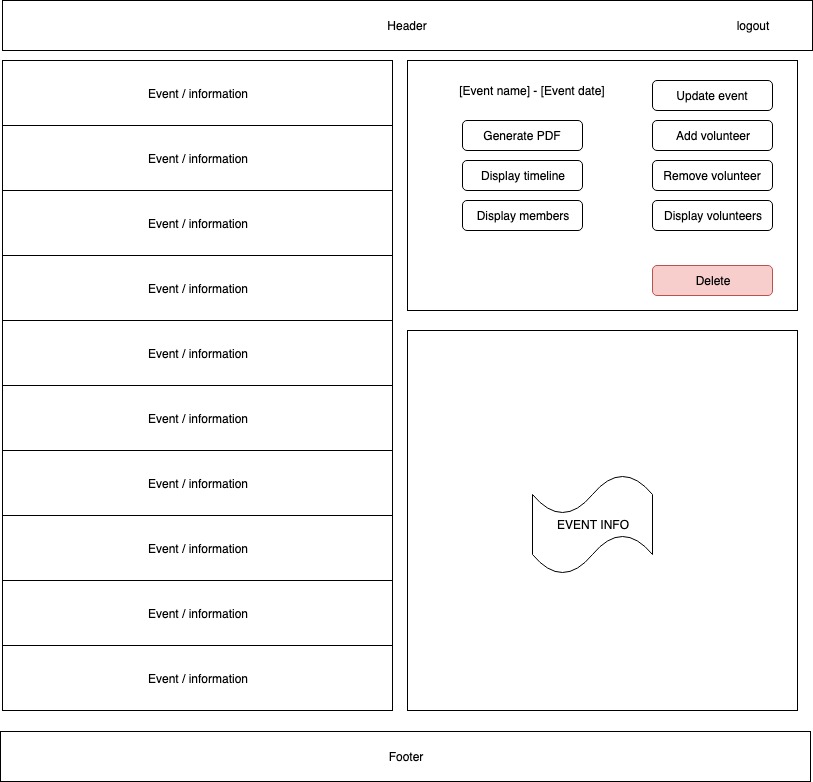 Header
logout
Event / information
Event / information
Event / information
Event / information
Event / information
Event / information
Event / information
Event / information
Event / information
Event / information
[Event name] - [Event date]
Generate PDF
Display timeline
Display members
Update event
Add volunteer
Remove volunteer
Display volunteers
Delete
EVENT INFO
Footer